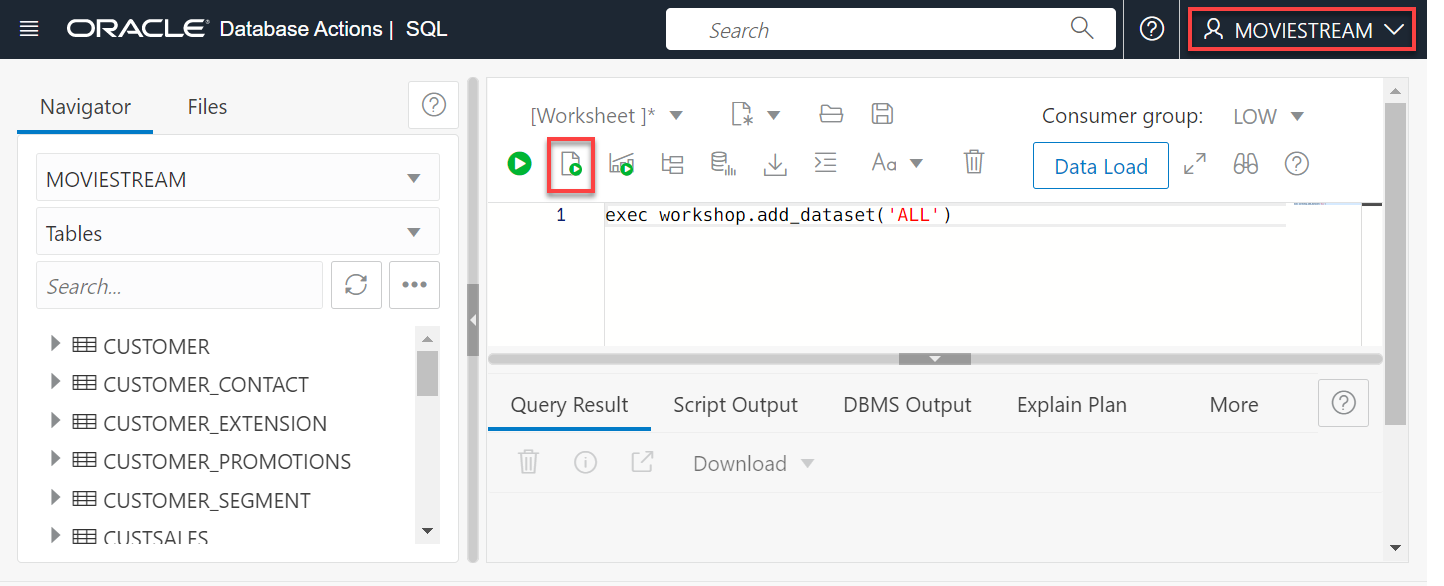 ORACLE Database Actions | SQL
Search
MOVIESTREAM
Navigator Files
MOVIESTREAM
Tables
Search...
CUSTOMER
CUSTOMER_CONTACT
CUSTOMER_EXTENSION
CUSTOMER_PROMOTIONS
CUSTOMER_SEGMENT
CUSTSALES
[Worksheet ]*
Consumer group: LOW
Aa
Data Load
1 exec workshop.add_dataset('ALL')
Query Result Script Output DBMS Output Explain Plan More
Download